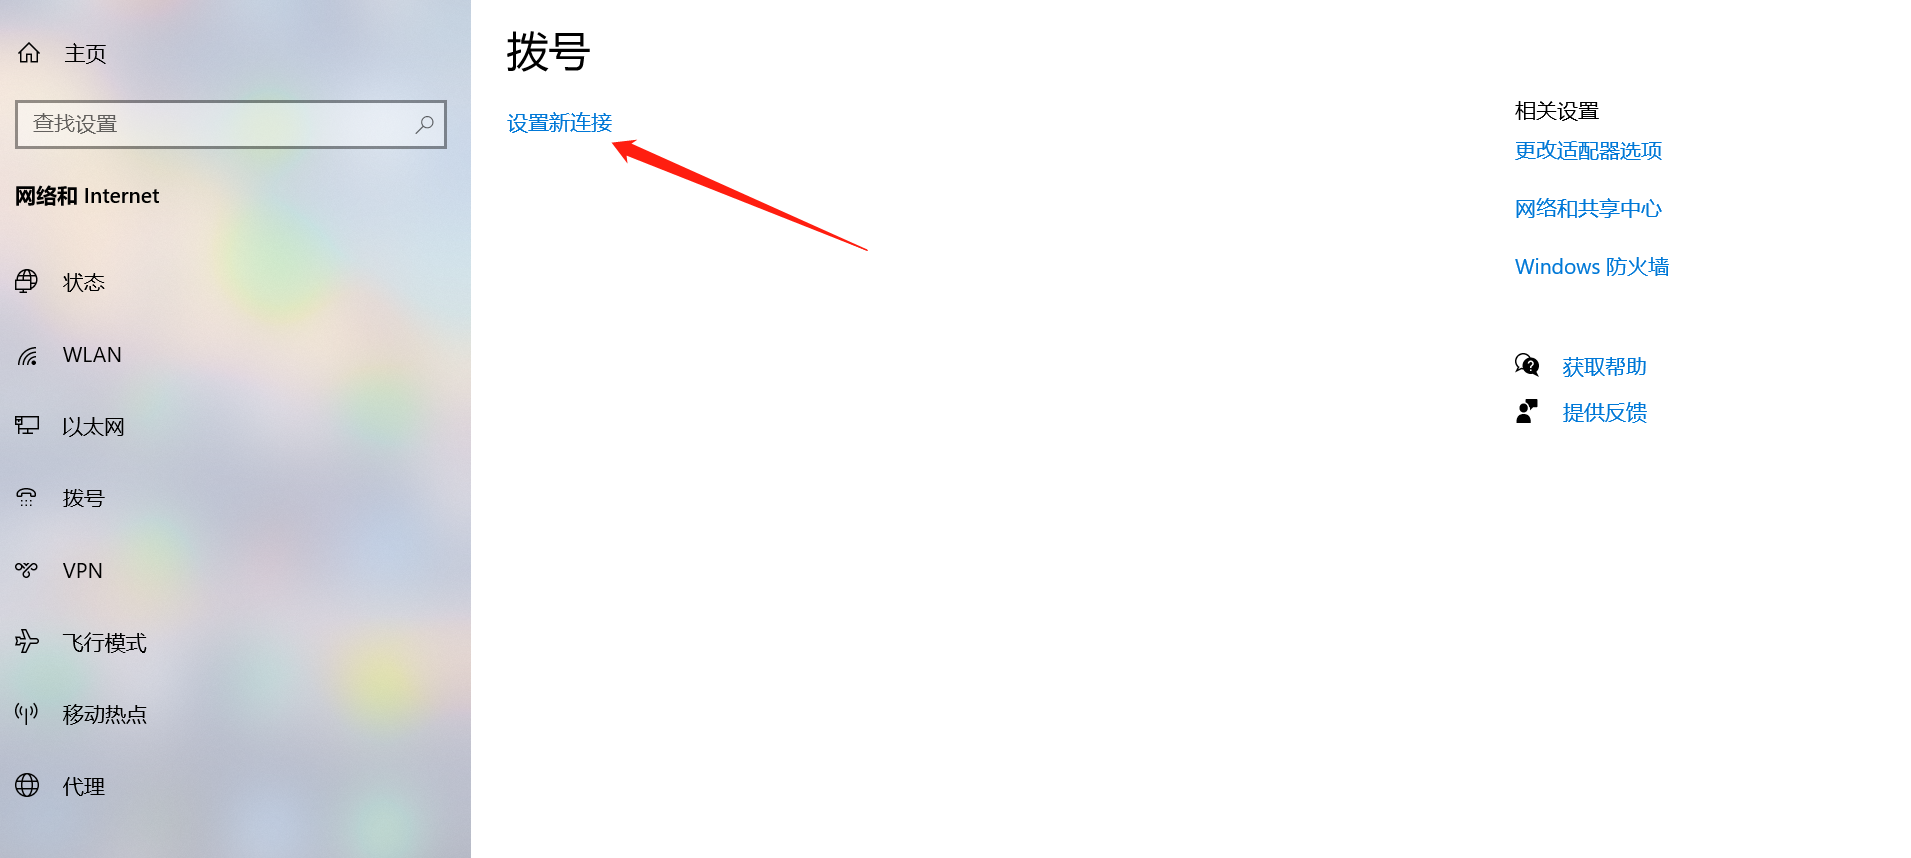 主页
查找设置
网络和 Internet
状态
WLAN
以太网
拨号
VPN
飞行模式
移动热点
代理
拨号
设置新连接
相关设置
更改适配器选项
网络和共享中心
Windows 防火墙
获取帮助
提供反馈